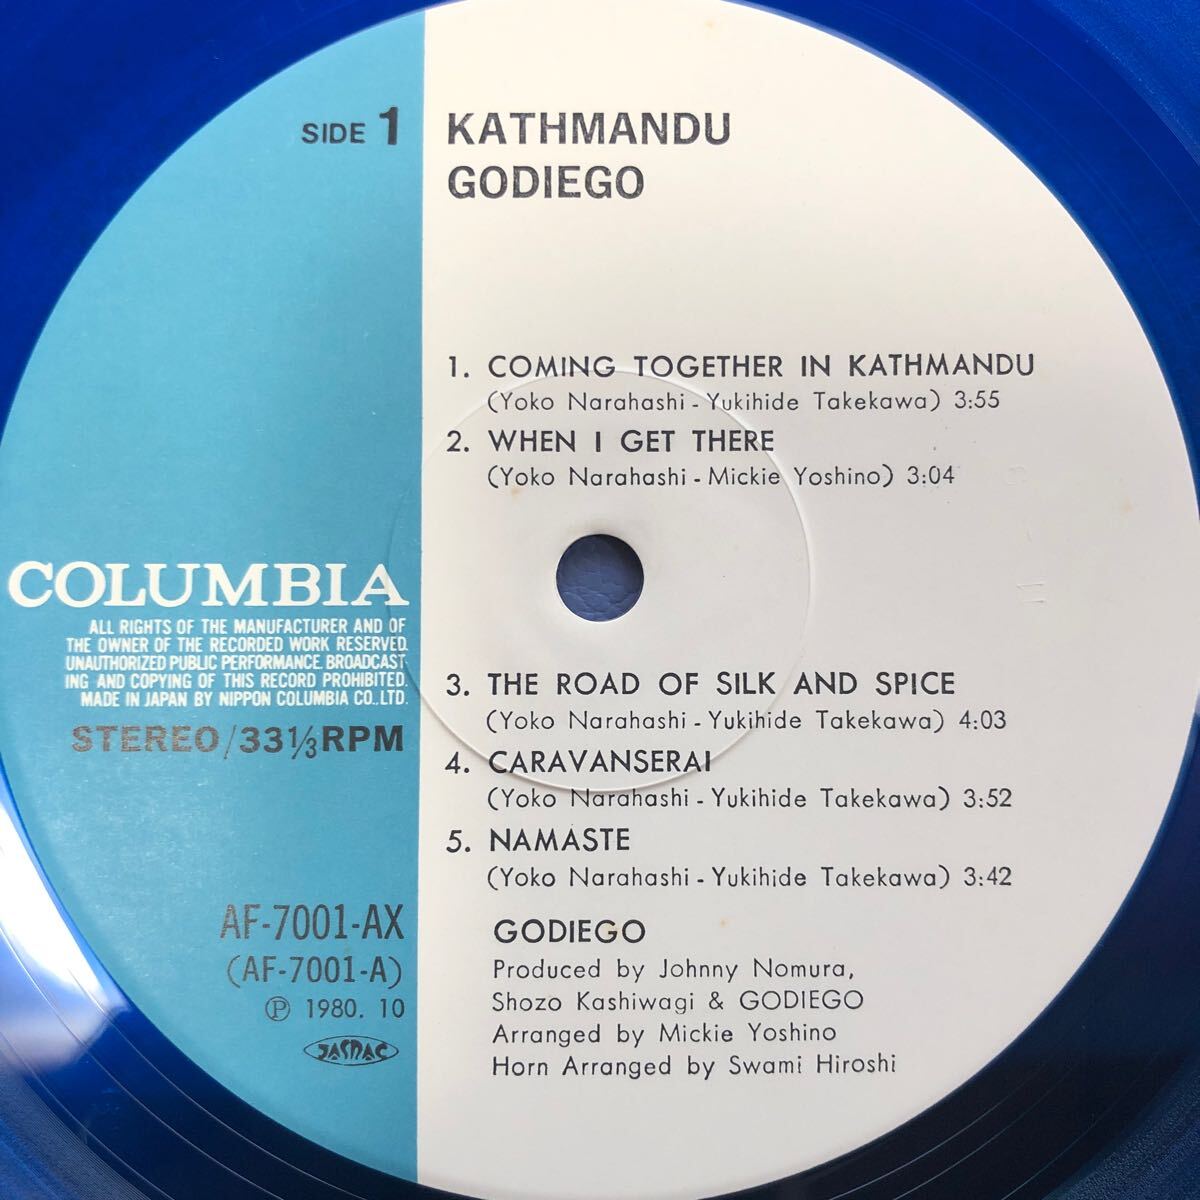 SIDE 1
KATHMANDU
GODIEGO
1. COMING TOGETHER IN KATHMANDU
(Yoko Narahashi - Yukihide Takekawa) 3:55
2. WHEN I GET THERE
(Yoko Narahashi - Mickie Yoshino) 3:04
COLUMBIA
ALL RIGHTS OF THE MANUFACTURER AND OF
THE OWNER OF THE RECORDED WORK RESERVED.
UNAUTHORIZED PUBLIC PERFORMANCE. BROADCAST
ING AND COPYING OF THIS RECORD PROHIBITED.
MADE IN JAPAN BY NIPPON COLUMBIA CO.,LTD.
STEREO/33 1/3 RPM
3. THE ROAD OF SILK AND SPICE
(Yoko Narahashi - Yukihide Takekawa) 4:03
4. CARAVANSERAI
(Yoko Narahashi - Yukihide Takekawa) 3:52
5. NAMASTE
(Yoko Narahashi - Yukihide Takekawa) 3:42
AF-7001-AX
(AF-7001-A)
Ⓟ 1980. 10
JASRAC
GODIEGO
Produced by Johnny Nomura,
Shozo Kashiwagi & GODIEGO
Arranged by Mickie Yoshino
Horn Arranged by Swami Hiroshi